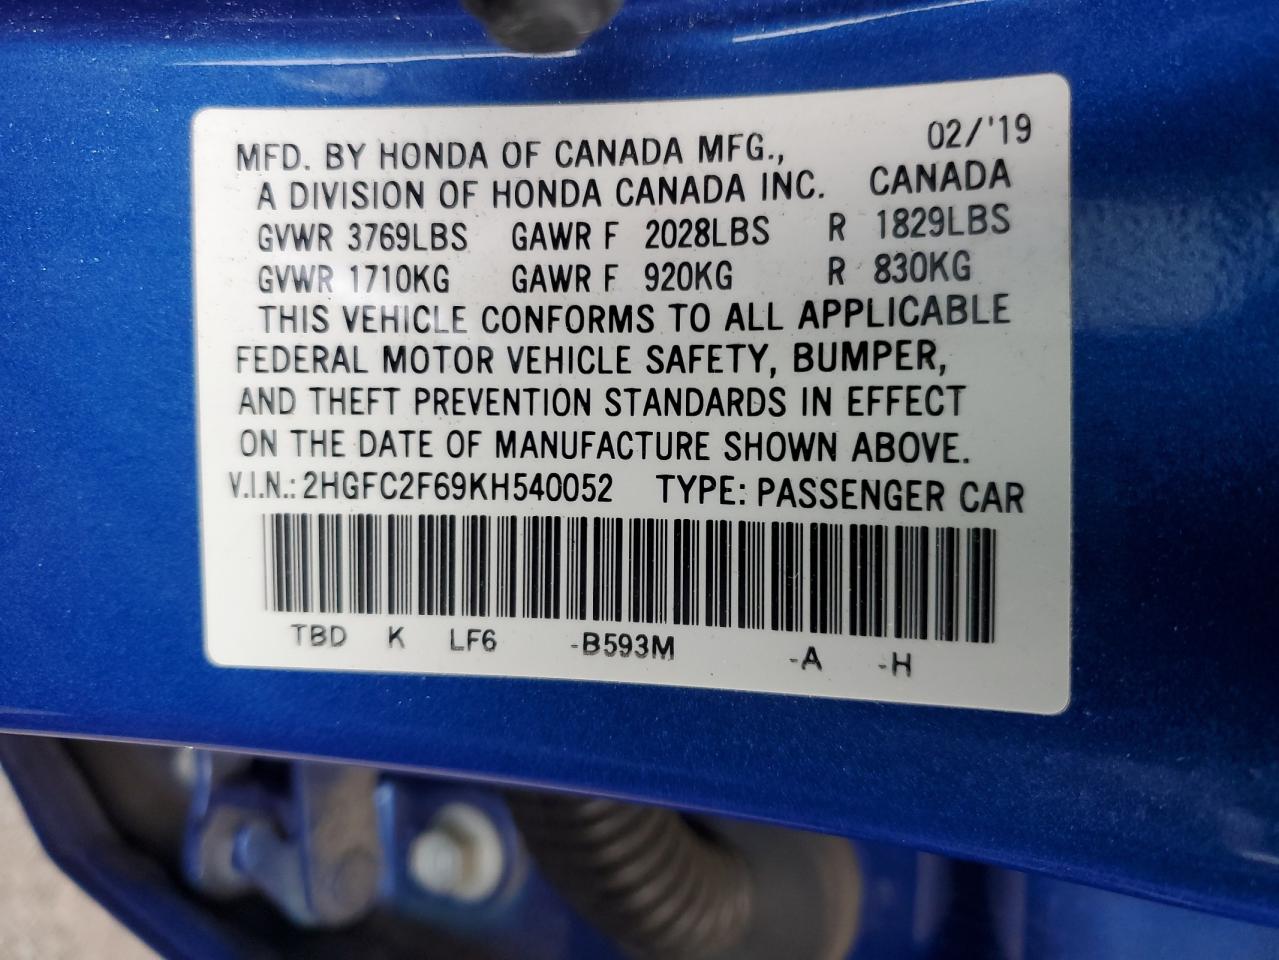 02/'19
MFD. BY HONDA OF CANADA MFG.,
A DIVISION OF HONDA CANADA INC. CANADA
GVWR 3769LBS GAWR F 2028LBS R 1829LBS
GVWR 1710KG GAWR F 920KG R 830KG
THIS VEHICLE CONFORMS TO ALL APPLICABLE
FEDERAL MOTOR VEHICLE SAFETY, BUMPER,
AND THEFT PREVENTION STANDARDS IN EFFECT
ON THE DATE OF MANUFACTURE SHOWN ABOVE.
V.I.N.: 2HGFC2F69KH540052 TYPE: PASSENGER CAR
TBD K LF6 -B593M -A -H